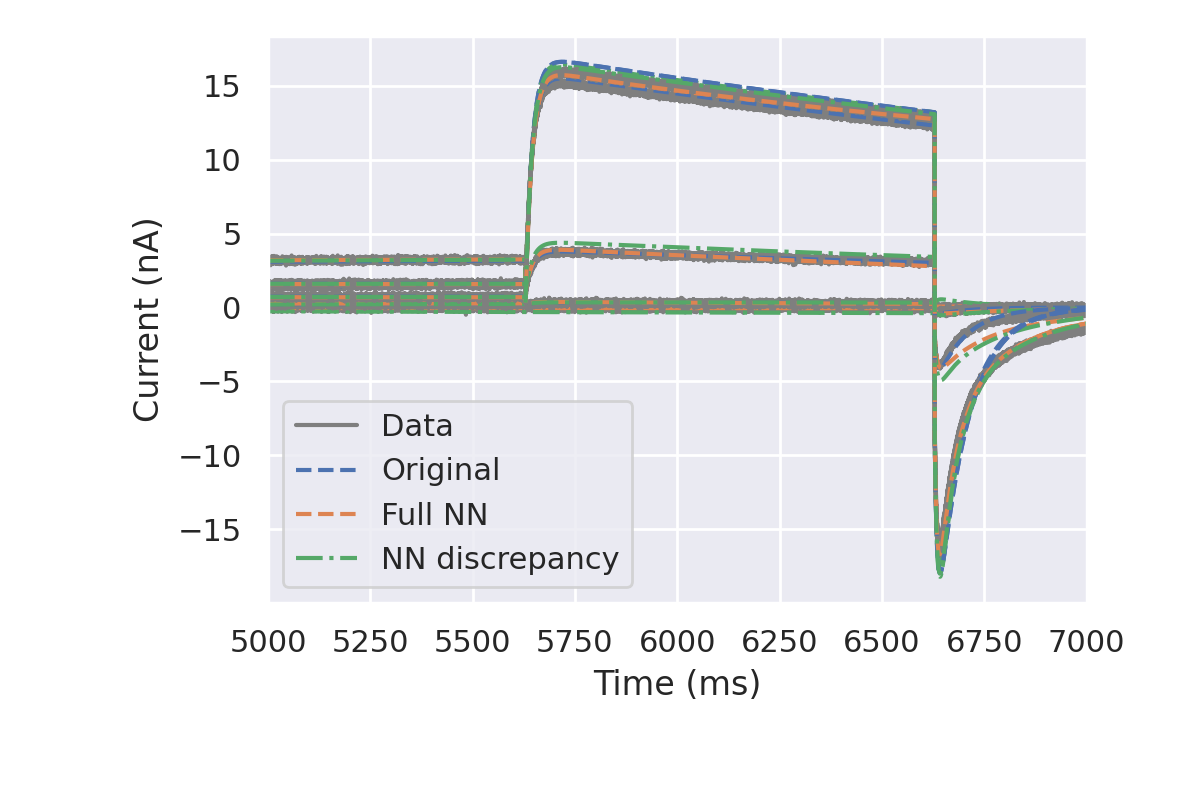 15
10
5
0
−5
−10
−15
Current (nA)
Data
Original
Full NN
NN discrepancy
5000 5250 5500 5750 6000 6250 6500 6750 7000
Time (ms)